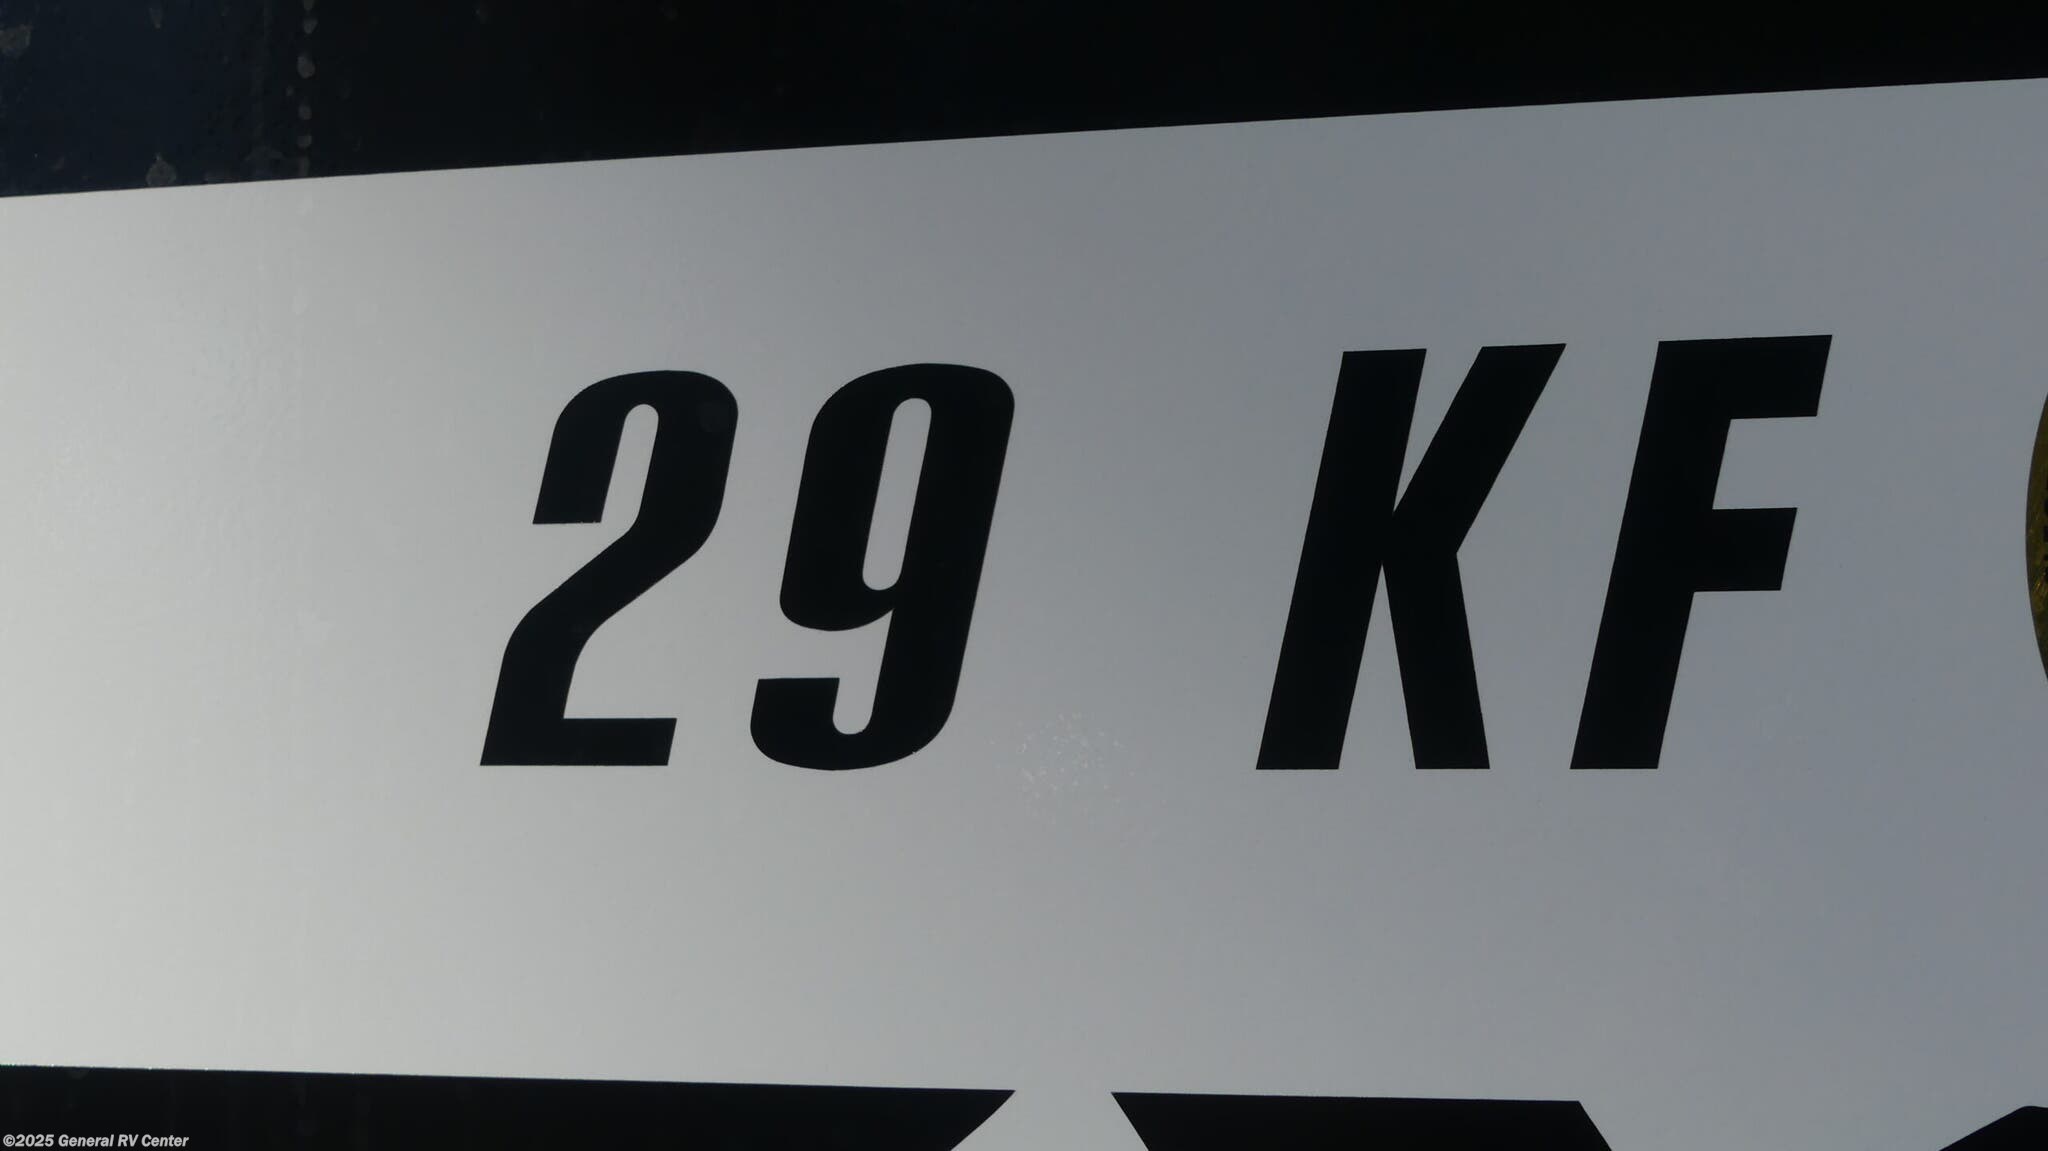 29 KF
©2025 General RV Center